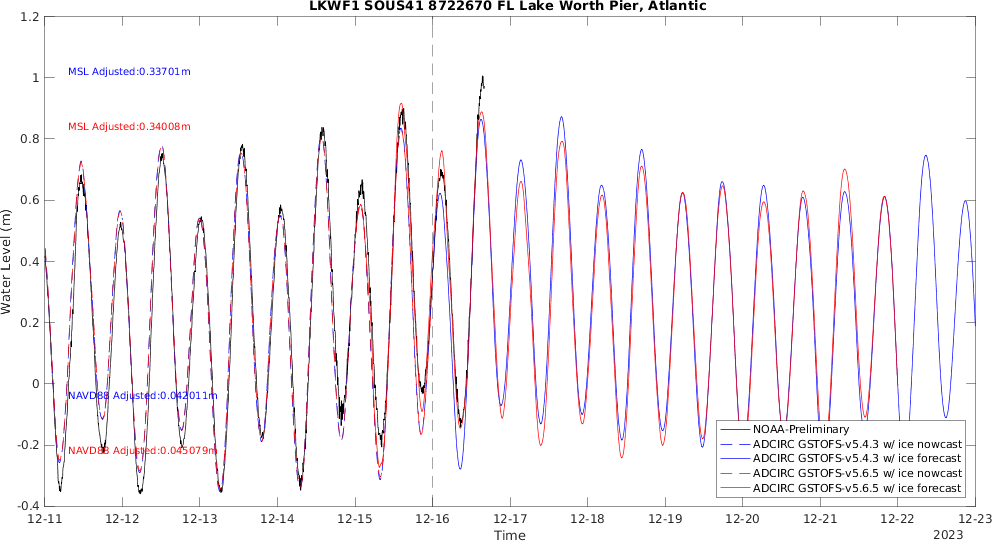 LKWF1 SOUS41 8722670 FL Lake Worth Pier, Atlantic
1.2
1
0.8
0.6
0.4
0.2
0
-0.2
-0.4
Water Level (m)
MSL Adjusted:0.33701m
MSL Adjusted:0.34008m
NAVD88 Adjusted:0.042011m
NAVD88 Adjusted:0.045079m
NOAA-Preliminary
ADCIRC GSTOFS-v5.4.3 w/ ice nowcast
ADCIRC GSTOFS-v5.4.3 w/ ice forecast
ADCIRC GSTOFS-v5.6.5 w/ ice nowcast
ADCIRC GSTOFS-v5.6.5 w/ ice forecast
12-11 12-12 12-13 12-14 12-15 12-16 12-17 12-18 12-19 12-20 12-21 12-22 12-23
Time
2023